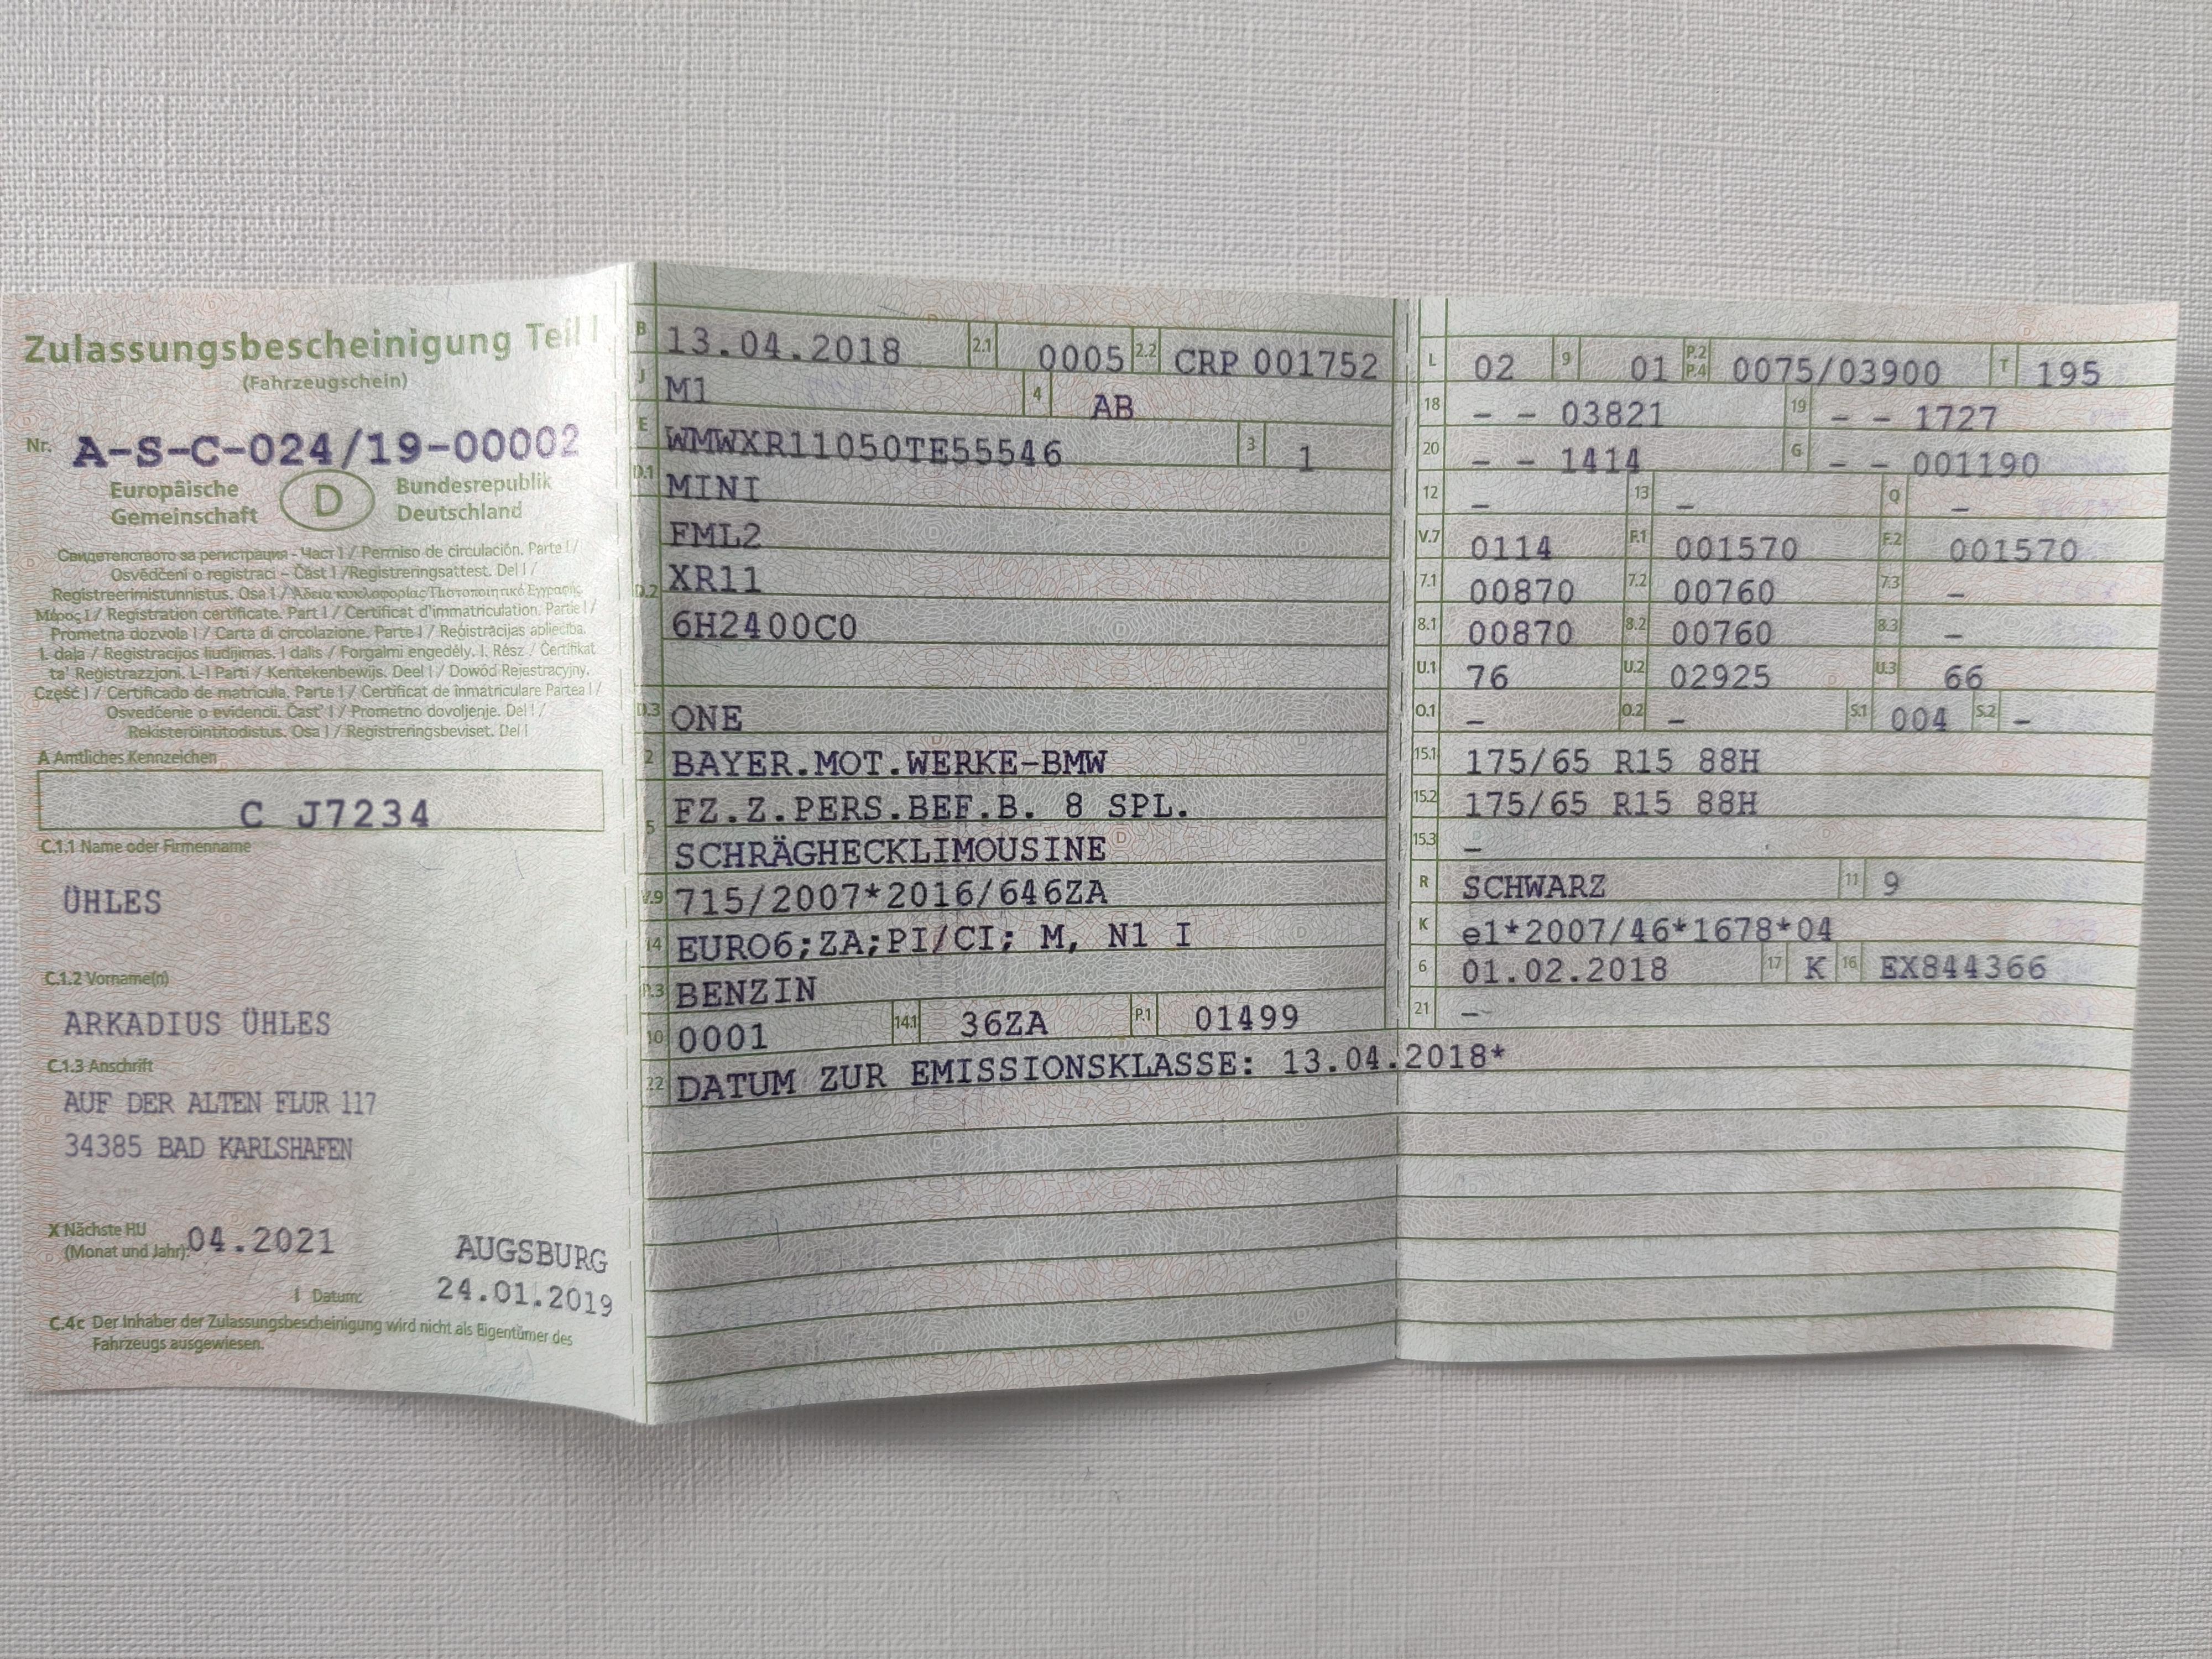 Zulassungsbescheinigung Teil I
(Fahrzeugschein)
Nr. A-S-C-024/19-00002
Europäische Gemeinschaft D Bundesrepublik Deutschland
Свидетелството за регистрация - Част I / Permiso de circulación. Parte I /
Osvědčení o registraci – Část I /Registreringsattest. Del I /
Registreerimistunnistus. Osa I / Άδεια κυκλοφορίας/Πιστοποιητικό Εγγραφής
Μέρος I / Registration certificate. Part I / Certificat d'immatriculation. Partie I /
Prometna dozvola I / Carta di circolazione. Parte I / Reģistrācijas apliecība.
I. daļa / Registracijos liudijimas. I dalis / Forgalmi engedély. I. Rész / Ċertifikat
ta' Reġistrazzjoni. L-I Parti / Kentekenbewijs. Deel I / Dowód Rejestracyjny.
Część I / Certificado de matrícula. Parte I / Certificat de înmatriculare Partea I /
Osvedčenie o evidencii. Časť I / Prometno dovoljenje. Del I /
Rekisteröintitodistus. Osa I / Registreringsbeviset. Del I
A Amtliches Kennzeichen
C J7234
C.1.1 Name oder Firmenname
ÜHLES
C.1.2 Vorname(n)
ARKADIUS ÜHLES
C.1.3 Anschrift
AUF DER ALTEN FLUR 117
34385 BAD KARLSHAFEN
X Nächste HU
(Monat und Jahr): 04.2021
AUGSBURG
I Datum: 24.01.2019
C.4c Der Inhaber der Zulassungsbescheinigung wird nicht als Eigentümer des
Fahrzeugs ausgewiesen.
B 13.04.2018 2.1 0005 2.2 CRP 001752
J M1 4 AB
E WMWXR11050TE55546 3 1
D.1 MINI
FML2
D.2 XR11
6H2400C0
D.3 ONE
2 BAYER.MOT.WERKE-BMW
5 FZ.Z.PERS.BEF.B. 8 SPL.
SCHRÄGHECKLIMOUSINE
V.9 715/2007*2016/646ZA
14 EURO6;ZA;PI/CI; M, N1 I
P.3 BENZIN
10 0001 14.1 36ZA P.1 01499
22 DATUM ZUR EMISSIONSKLASSE: 13.04.2018*
L 02 9 01 P.2 P.4 0075/03900 T 195
18 - - 03821 19 - - 1727
20 - - 1414 G - - 001190
12 - 13 - Q -
V.7 0114 F.1 001570 F.2 001570
7.1 00870 7.2 00760 7.3 -
8.1 00870 8.2 00760 8.3 -
U.1 76 U.2 02925 U.3 66
O.1 - O.2 - S.1 004 S.2 -
15.1 175/65 R15 88H
15.2 175/65 R15 88H
15.3 -
R SCHWARZ 11 9
K e1*2007/46*1678*04
6 01.02.2018 17 K 16 EX844366
21 -